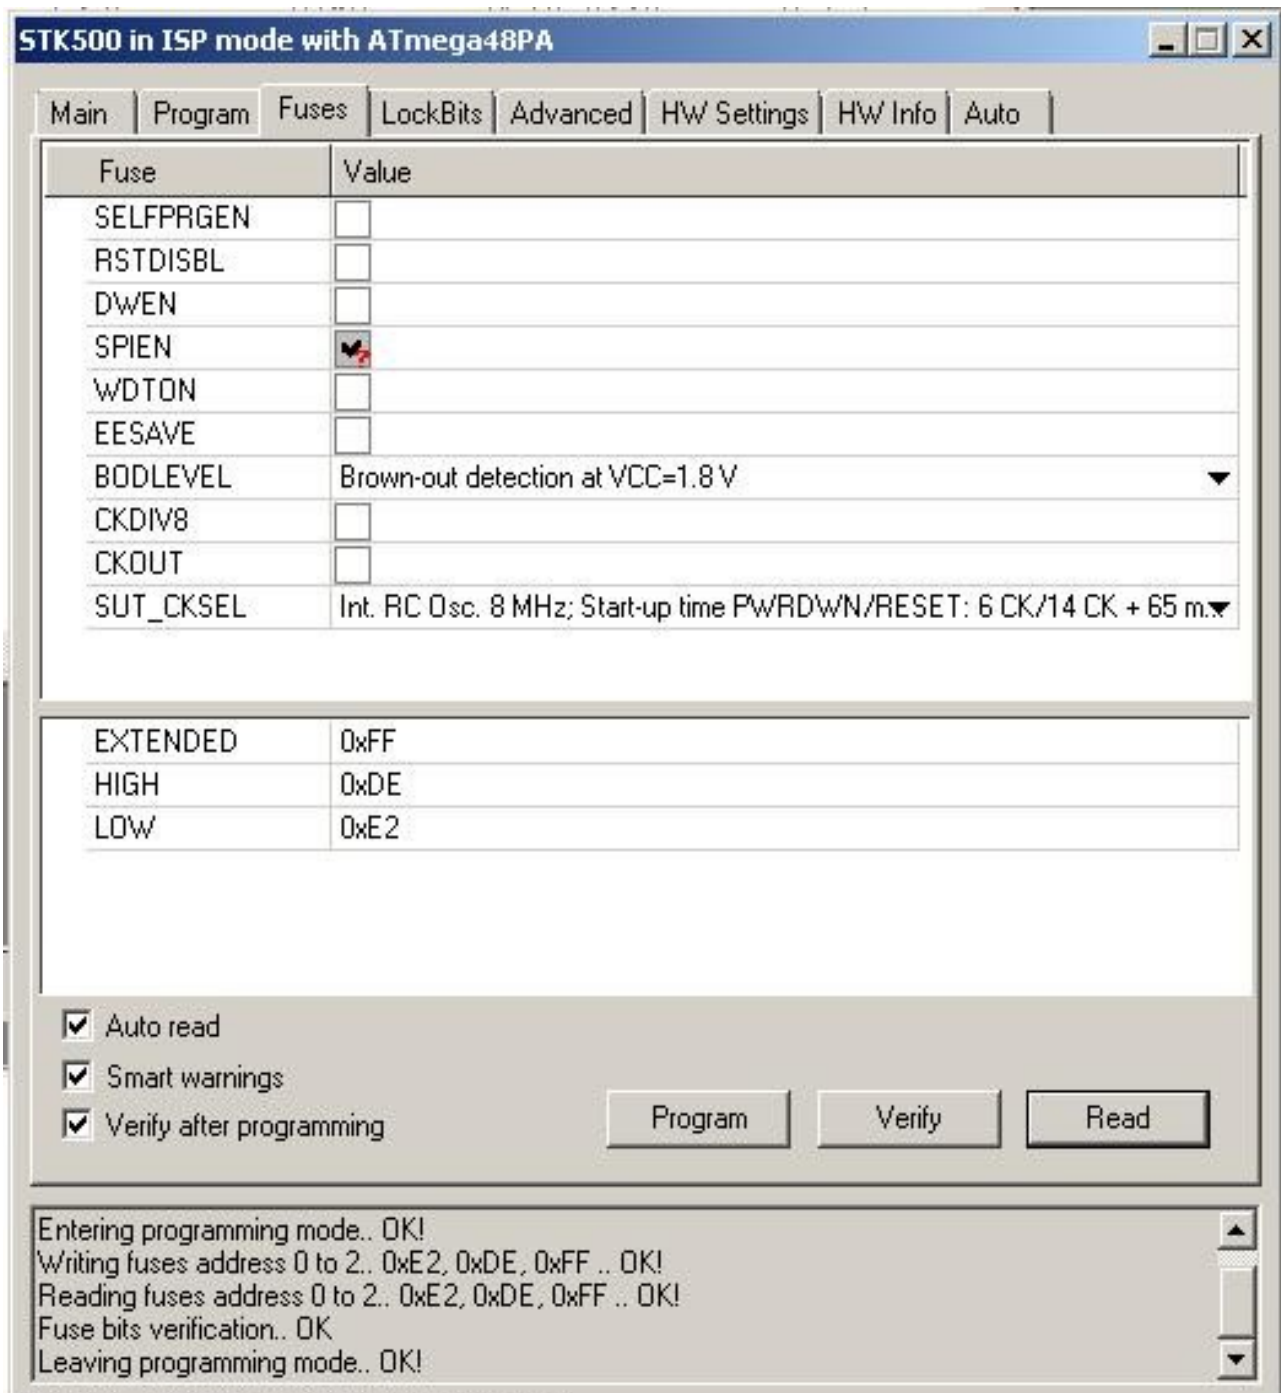 STK500 in ISP mode with ATmega48PA
Main Program Fuses LockBits Advanced HW Settings HW Info Auto
Fuse Value
SELFPRGEN
RSTDISBL
DWEN
SPIEN ?
WDTON
EESAVE
BODLEVEL Brown-out detection at VCC=1.8 V
CKDIV8
CKOUT
SUT_CKSEL Int. RC Osc. 8 MHz; Start-up time PWRDWN/RESET: 6 CK/14 CK + 65 m...
EXTENDED 0xFF
HIGH 0xDE
LOW 0xE2
Auto read
Smart warnings
Verify after programming
Program Verify Read
Entering programming mode.. OK!
Writing fuses address 0 to 2.. 0xE2, 0xDE, 0xFF .. OK!
Reading fuses address 0 to 2.. 0xE2, 0xDE, 0xFF .. OK!
Fuse bits verification.. OK
Leaving programming mode.. OK!